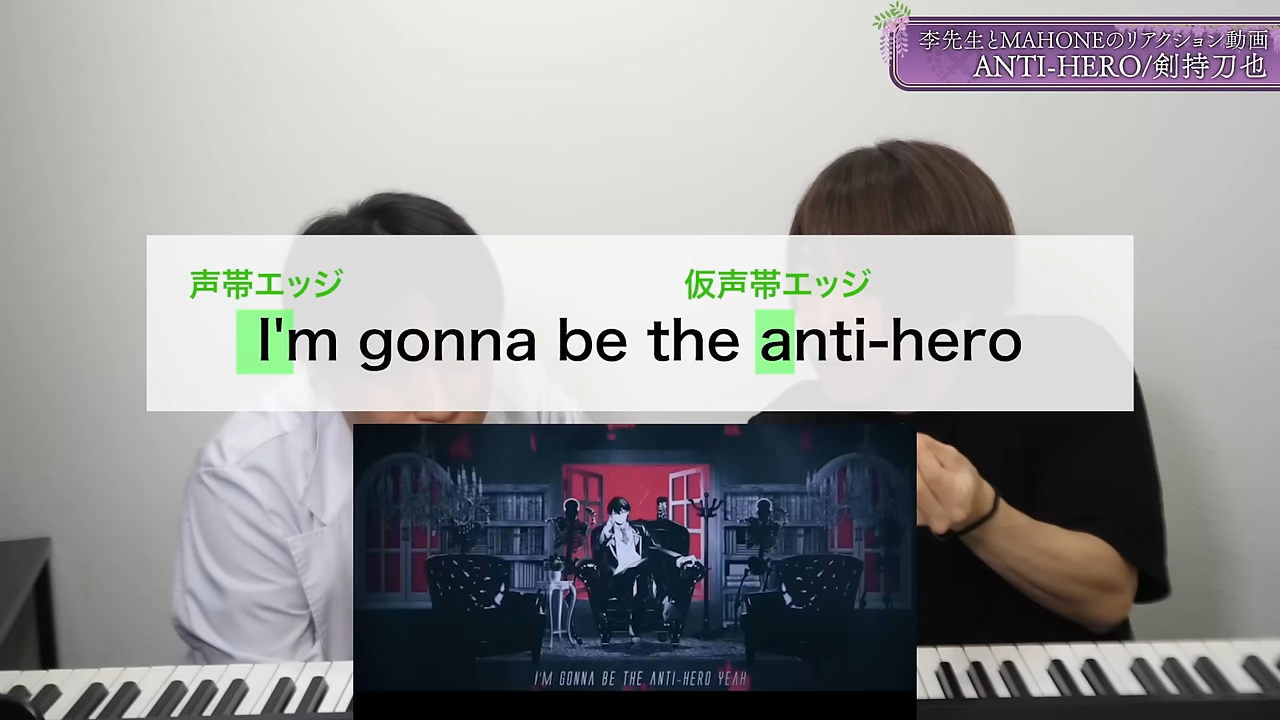 李先生とMAHONEのリアクション動画
ANTI-HERO/剣持刀也
声帯エッジ 仮声帯エッジ
I'm gonna be the anti-hero
I'M GONNA BE THE ANTI-HERO YEAH